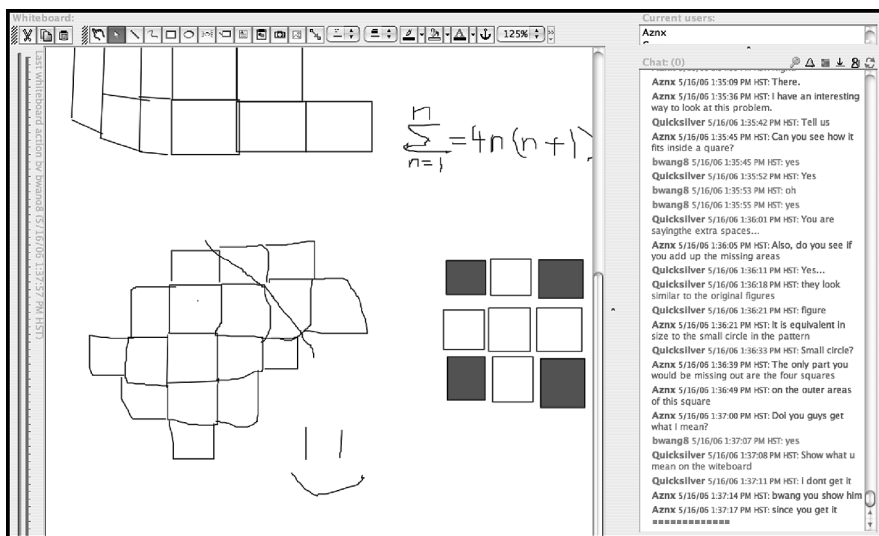 Whiteboard:
Current users:
Aznx
125%
Chat: (0)
Last whiteboard action by bwang8 (5/16/06 1:37:57 PM HST)
n
∑ =4n(n+1)
n=1
Aznx 5/16/06 1:35:09 PM HST: There.
Aznx 5/16/06 1:35:36 PM HST: I have an interesting
way to look at this problem.
Quicksilver 5/16/06 1:35:42 PM HST: Tell us
Aznx 5/16/06 1:35:45 PM HST: Can you see how it
fits inside a quare?
bwang8 5/16/06 1:35:45 PM HST: yes
Quicksilver 5/16/06 1:35:52 PM HST: Yes
bwang8 5/16/06 1:35:53 PM HST: oh
bwang8 5/16/06 1:35:55 PM HST: yes
Quicksilver 5/16/06 1:36:01 PM HST: You are
sayingthe extra spaces...
Aznx 5/16/06 1:36:05 PM HST: Also, do you see if
you add up the missing areas
Quicksilver 5/16/06 1:36:11 PM HST: Yes...
Quicksilver 5/16/06 1:36:18 PM HST: they look
similar to the original figures
Quicksilver 5/16/06 1:36:21 PM HST: figure
Aznx 5/16/06 1:36:21 PM HST: It is equivalent in
size to the small circle in the pattern
Quicksilver 5/16/06 1:36:33 PM HST: Small circle?
Aznx 5/16/06 1:36:39 PM HST: The only part you
would be missing out are the four squares
Aznx 5/16/06 1:36:49 PM HST: on the outer areas
of this square
Aznx 5/16/06 1:37:00 PM HST: Doi you guys get
what I mean?
bwang8 5/16/06 1:37:07 PM HST: yes
Quicksilver 5/16/06 1:37:08 PM HST: Show what u
mean on the witeboard
Quicksilver 5/16/06 1:37:11 PM HST: i dont get it
Aznx 5/16/06 1:37:14 PM HST: bwang you show him
Aznx 5/16/06 1:37:17 PM HST: since you get it
=============